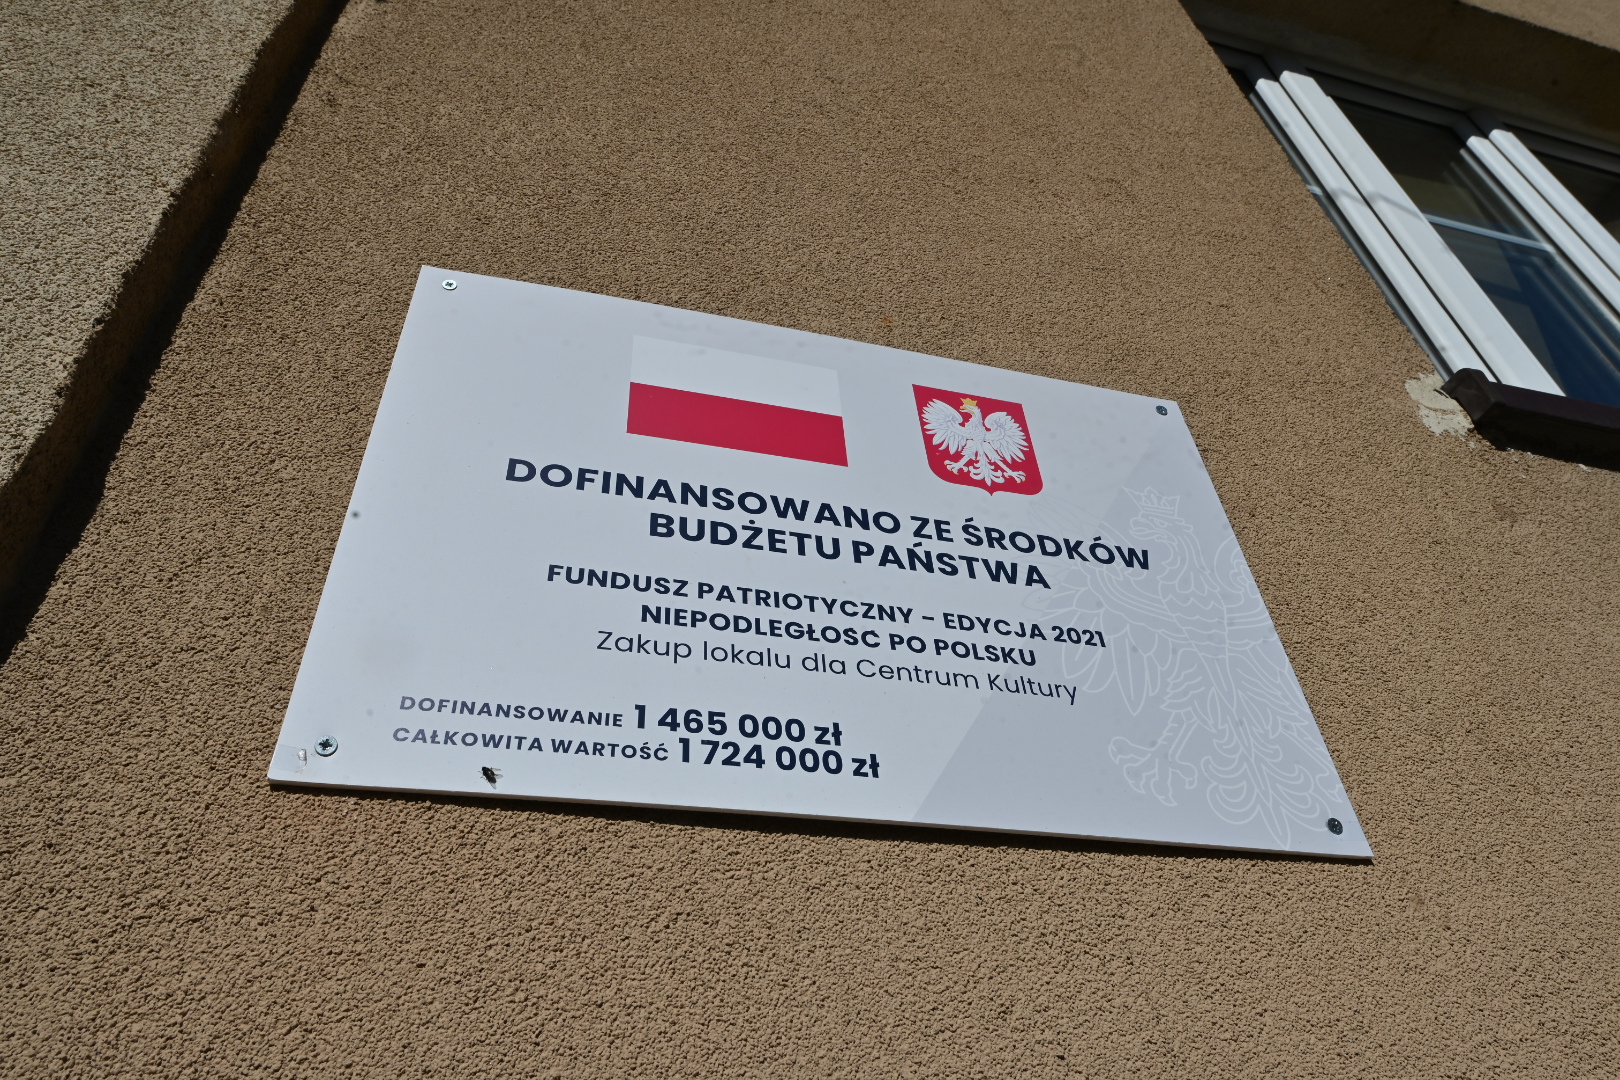 DOFINANSOWANO ZE ŚRODKÓW
BUDŻETU PAŃSTWA
FUNDUSZ PATRIOTYCZNY – EDYCJA 2021
NIEPODLEGŁOŚĆ PO POLSKU
Zakup lokalu dla Centrum Kultury
DOFINANSOWANIE 1 465 000 zł
CAŁKOWITA WARTOŚĆ 1 724 000 zł